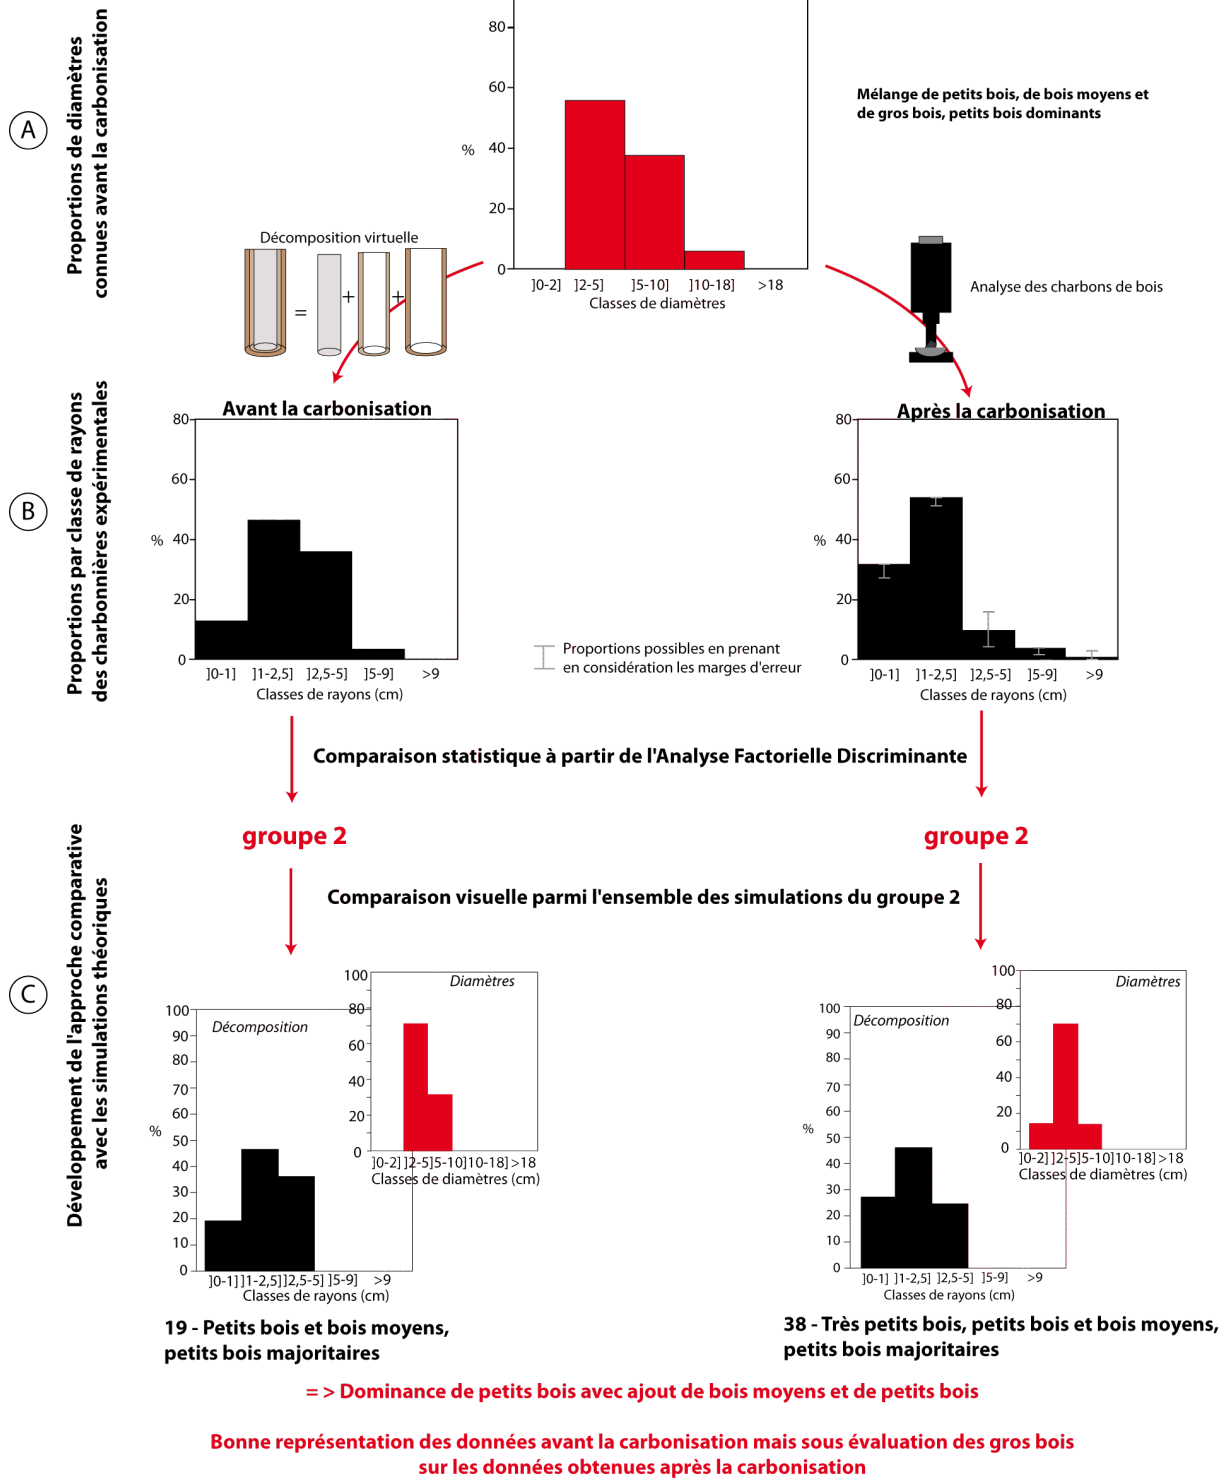 A
Proportions de diamètres
connues avant la carbonisation
80
60
40
20
0
%
]0-2] ]2-5] ]5-10] ]10-18] >18
Classes de diamètres
Mélange de petits bois, de bois moyens et
de gros bois, petits bois dominants
Décomposition virtuelle
= + +
Analyse des charbons de bois
B
Proportions par classe de rayons
des charbonnières expérimentales
Avant la carbonisation
80
60
40
20
0
%
]0-1] ]1-2,5] ]2,5-5] ]5-9] >9
Classes de rayons (cm)
Proportions possibles en prenant
en considération les marges d'erreur
Après la carbonisation
80
60
40
20
0
%
]0-1] ]1-2,5] ]2,5-5] ]5-9] >9
Classes de rayons (cm)
Comparaison statistique à partir de l'Analyse Factorielle Discriminante
groupe 2
groupe 2
Comparaison visuelle parmi l'ensemble des simulations du groupe 2
C
Développement de l'approche comparative
avec les simulations théoriques
100
90
80
70
60
50
40
30
20
10
0
%
Décomposition
]0-1] ]1-2,5] ]2,5-5] ]5-9] >9
Classes de rayons (cm)
100
80
60
40
20
0
Diamètres
]0-2] ]2-5] ]5-10] ]10-18] >18
Classes de diamètres (cm)
19 - Petits bois et bois moyens,
petits bois majoritaires
100
90
80
70
60
50
40
30
20
10
0
%
Décomposition
]0-1] ]1-2,5] ]2,5-5] ]5-9] >9
Classes de rayons (cm)
100
80
60
40
20
0
Diamètres
]0-2] ]2-5] ]5-10] ]10-18] >18
Classes de diamètres (cm)
38 - Très petits bois, petits bois et bois moyens,
petits bois majoritaires
= > Dominance de petits bois avec ajout de bois moyens et de petits bois
Bonne représentation des données avant la carbonisation mais sous évaluation des gros bois
sur les données obtenues après la carbonisation